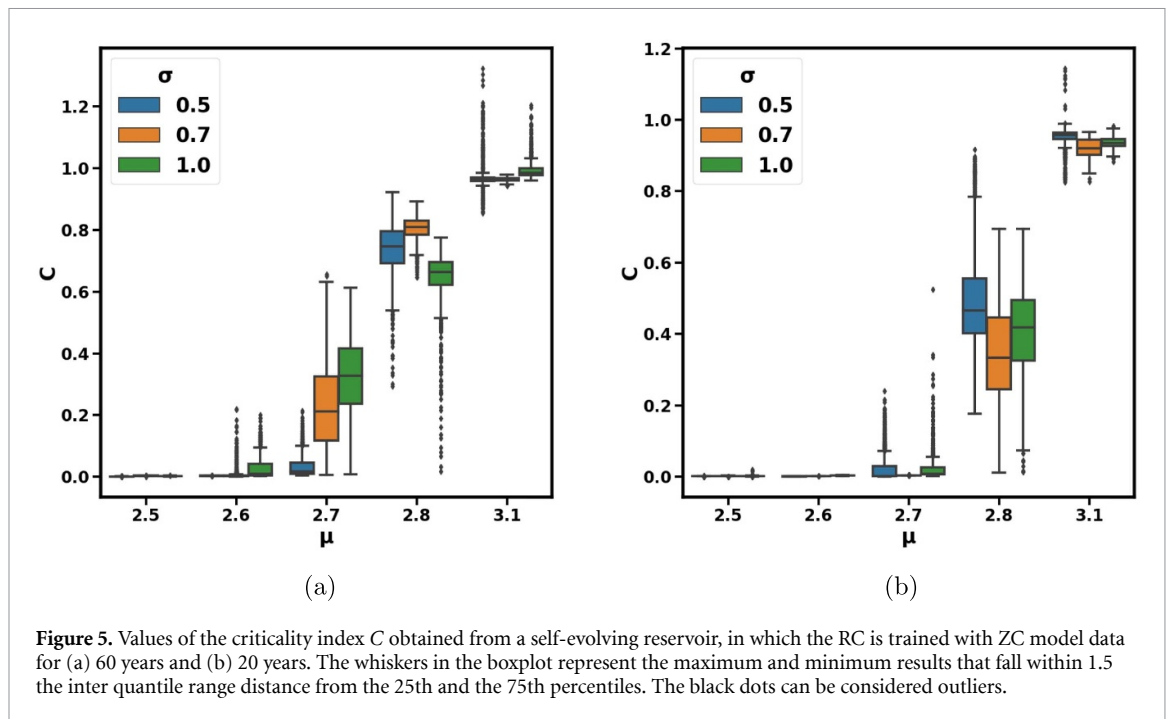 σ
0.5
0.7
1.0
1.2
1.0
0.8
0.6
0.4
0.2
0.0
C
2.5 2.6 2.7 2.8 3.1
μ
(a)
σ
0.5
0.7
1.0
1.2
1.0
0.8
0.6
0.4
0.2
0.0
C
2.5 2.6 2.7 2.8 3.1
μ
(b)
Figure 5. Values of the criticality index C obtained from a self-evolving reservoir, in which the RC is trained with ZC model data
for (a) 60 years and (b) 20 years. The whiskers in the boxplot represent the maximum and minimum results that fall within 1.5
the inter quantile range distance from the 25th and the 75th percentiles. The black dots can be considered outliers.